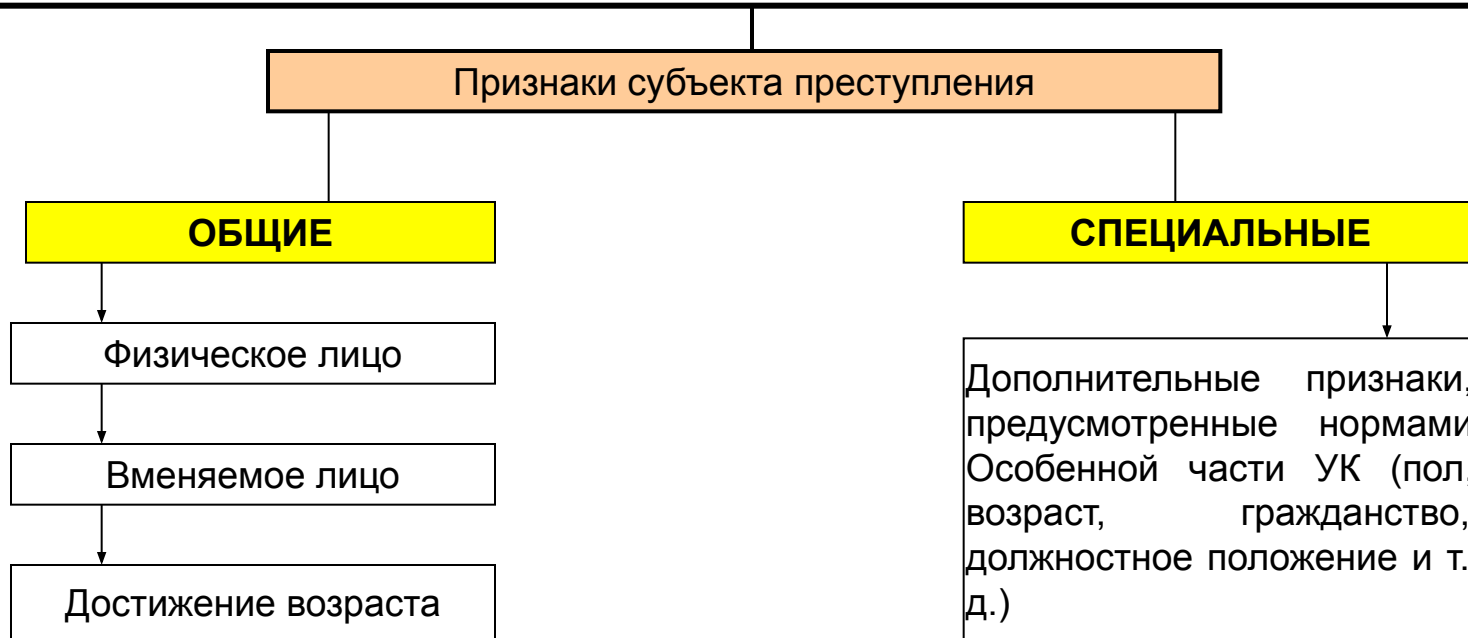 Признаки субъекта преступления
ОБЩИЕ
Физическое лицо
Вменяемое лицо
Достижение возраста
СПЕЦИАЛЬНЫЕ
Дополнительные признаки,
предусмотренные нормами
Особенной части УК (пол,
возраст, гражданство,
должностное положение и т.
д.)